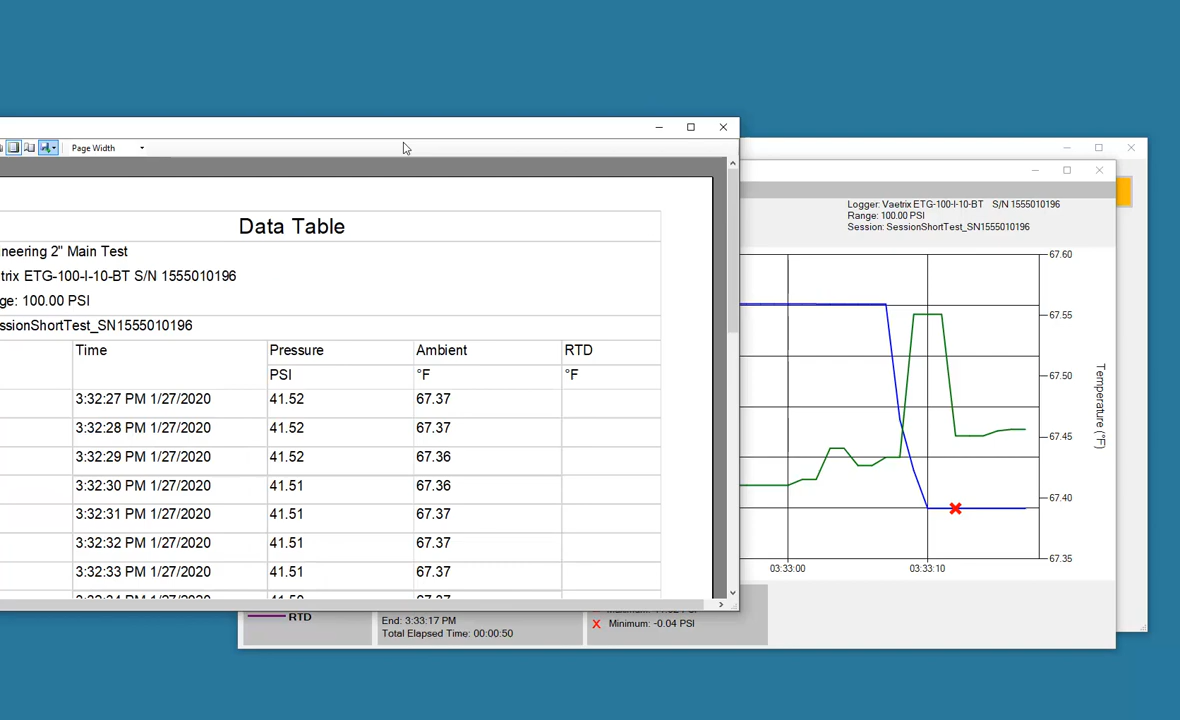 Page Width
Data Table
neering 2" Main Test
trix ETG-100-I-10-BT S/N 1555010196
ge: 100.00 PSI
ssionShortTest_SN1555010196
Time Pressure Ambient RTD
PSI °F °F
3:32:27 PM 1/27/2020 41.52 67.37
3:32:28 PM 1/27/2020 41.52 67.37
3:32:29 PM 1/27/2020 41.52 67.36
3:32:30 PM 1/27/2020 41.51 67.36
3:32:31 PM 1/27/2020 41.51 67.37
3:32:32 PM 1/27/2020 41.51 67.37
3:32:33 PM 1/27/2020 41.51 67.37
Logger: Vaetrix ETG-100-I-10-BT S/N 1555010196
Range: 100.00 PSI
Session: SessionShortTest_SN1555010196
67.60
67.55
67.50
67.45
67.40
67.35
Temperature (°F)
03:33:00 03:33:10
RTD
End: 3:33:17 PM
Total Elapsed Time: 00:00:50
Minimum: -0.04 PSI